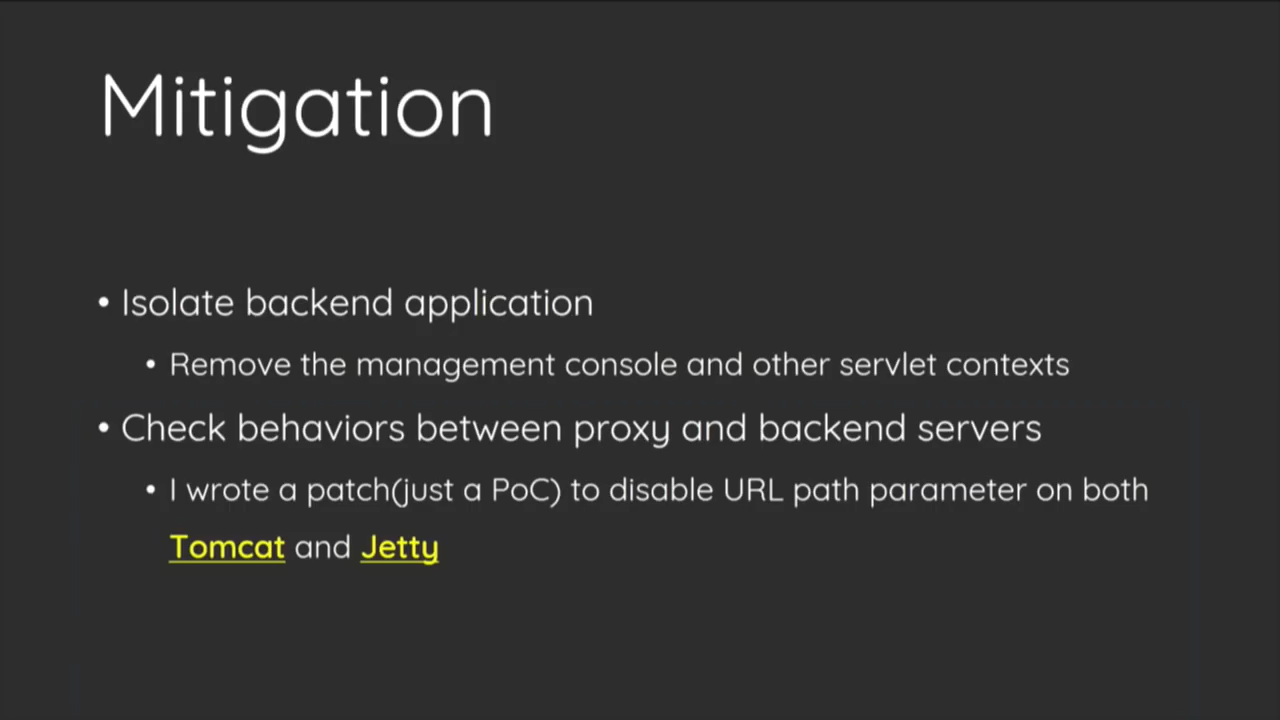 Mitigation
• Isolate backend application
• Remove the management console and other servlet contexts
• Check behaviors between proxy and backend servers
• I wrote a patch(just a PoC) to disable URL path parameter on both
Tomcat and Jetty